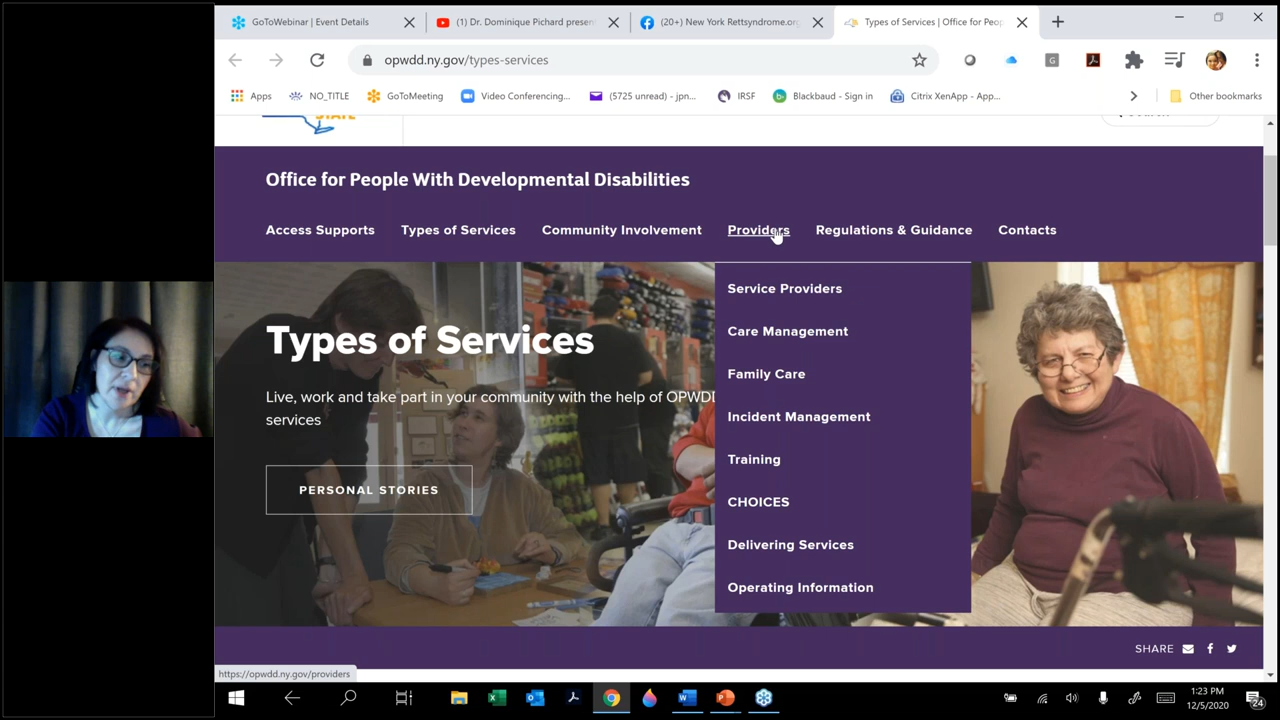 GoToWebinar | Event Details
(1) Dr. Dominique Pichard presen
(20+) New York Rettsyndrome.org
Types of Services | Office for Peop
opwdd.ny.gov/types-services
Apps
NO_TITLE
GoToMeeting
Video Conferencing...
(5725 unread) - jpn...
IRSF
Blackbaud - Sign in
Citrix XenApp - App...
Other bookmarks
STATE
Office for People With Developmental Disabilities
Access Supports
Types of Services
Community Involvement
Providers
Regulations & Guidance
Contacts
Service Providers
Care Management
Family Care
Incident Management
Training
CHOICES
Delivering Services
Operating Information
Types of Services
Live, work and take part in your community with the help of OPWDD
services
PERSONAL STORIES
SHARE
https://opwdd.ny.gov/providers
1:23 PM
12/5/2020
24